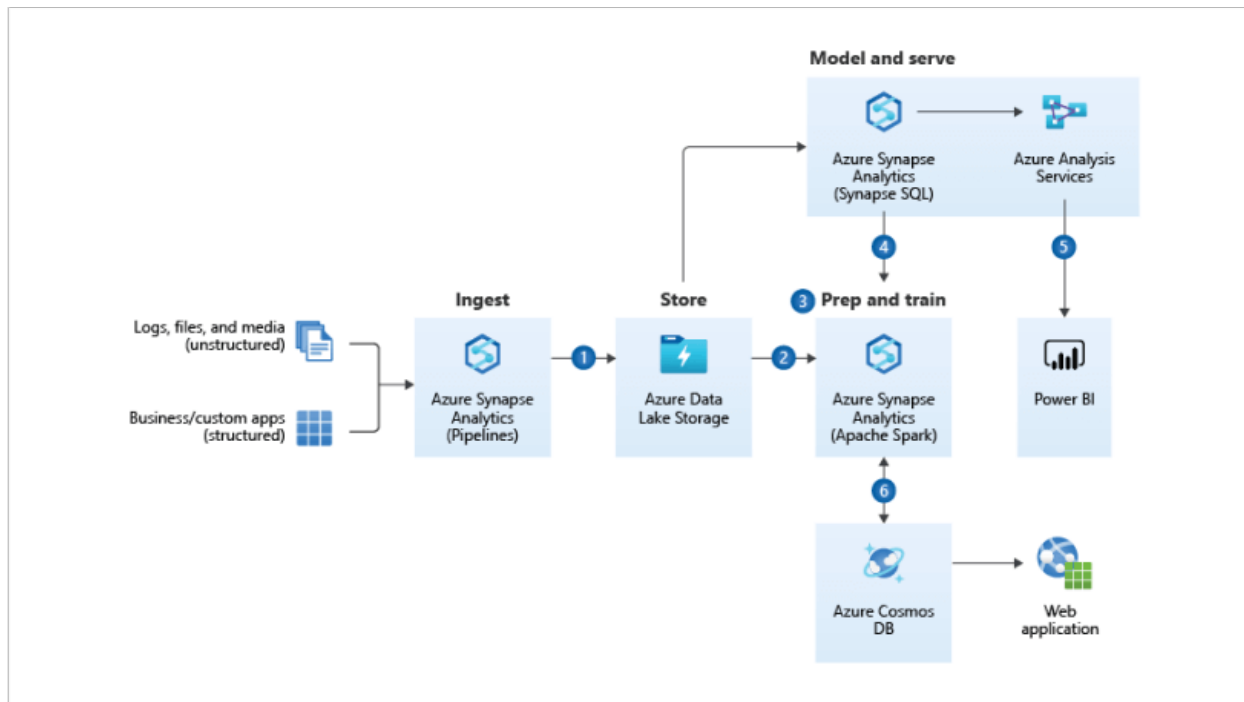 Model and serve
Azure Synapse
Analytics
(Synapse SQL)
Azure Analysis
Services
4
5
Ingest
Store
3
Prep and train
Logs, files, and media
(unstructured)
Business/custom apps
(structured)
Azure Synapse
Analytics
(Pipelines)
1
Azure Data
Lake Storage
2
Azure Synapse
Analytics
(Apache Spark)
Power BI
6
Azure Cosmos
DB
Web
application